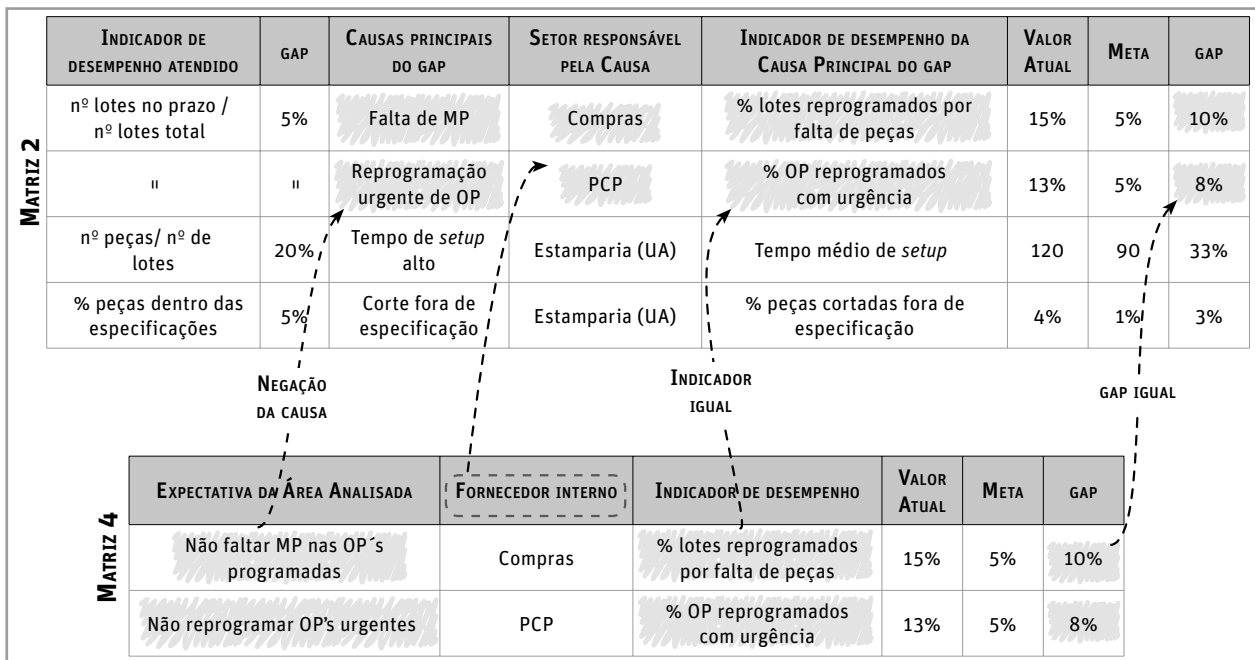 Matriz 2
Indicador de desempenho atendido | gap | Causas principais do gap | Setor responsável pela Causa | Indicador de desempenho da Causa Principal do gap | Valor Atual | Meta | gap
nº lotes no prazo / nº lotes total | 5% | Falta de MP | Compras | % lotes reprogramados por falta de peças | 15% | 5% | 10%
" | " | Reprogramação urgente de OP | PCP | % OP reprogramados com urgência | 13% | 5% | 8%
nº peças/ nº de lotes | 20% | Tempo de setup alto | Estamparia (UA) | Tempo médio de setup | 120 | 90 | 33%
% peças dentro das especificações | 5% | Corte fora de especificação | Estamparia (UA) | % peças cortadas fora de especificação | 4% | 1% | 3%
Negação da causa
Indicador igual
gap igual
Matriz 4
Expectativa da Área Analisada | Fornecedor interno | Indicador de desempenho | Valor Atual | Meta | gap
Não faltar MP nas OP´s programadas | Compras | % lotes reprogramados por falta de peças | 15% | 5% | 10%
Não reprogramar OP's urgentes | PCP | % OP reprogramados com urgência | 13% | 5% | 8%